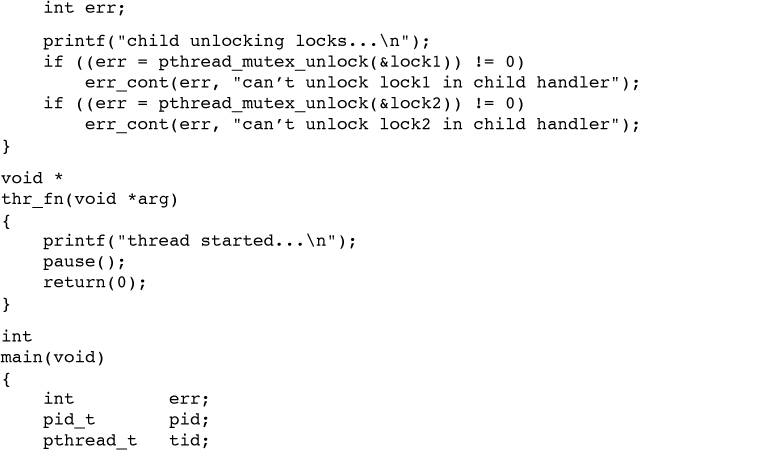 int err;

    printf("child unlocking locks...\n");
    if ((err = pthread_mutex_unlock(&lock1)) != 0)
        err_cont(err, "can’t unlock lock1 in child handler");
    if ((err = pthread_mutex_unlock(&lock2)) != 0)
        err_cont(err, "can’t unlock lock2 in child handler");
}

void *
thr_fn(void *arg)
{
    printf("thread started...\n");
    pause();
    return(0);
}

int
main(void)
{
    int         err;
    pid_t       pid;
    pthread_t   tid;